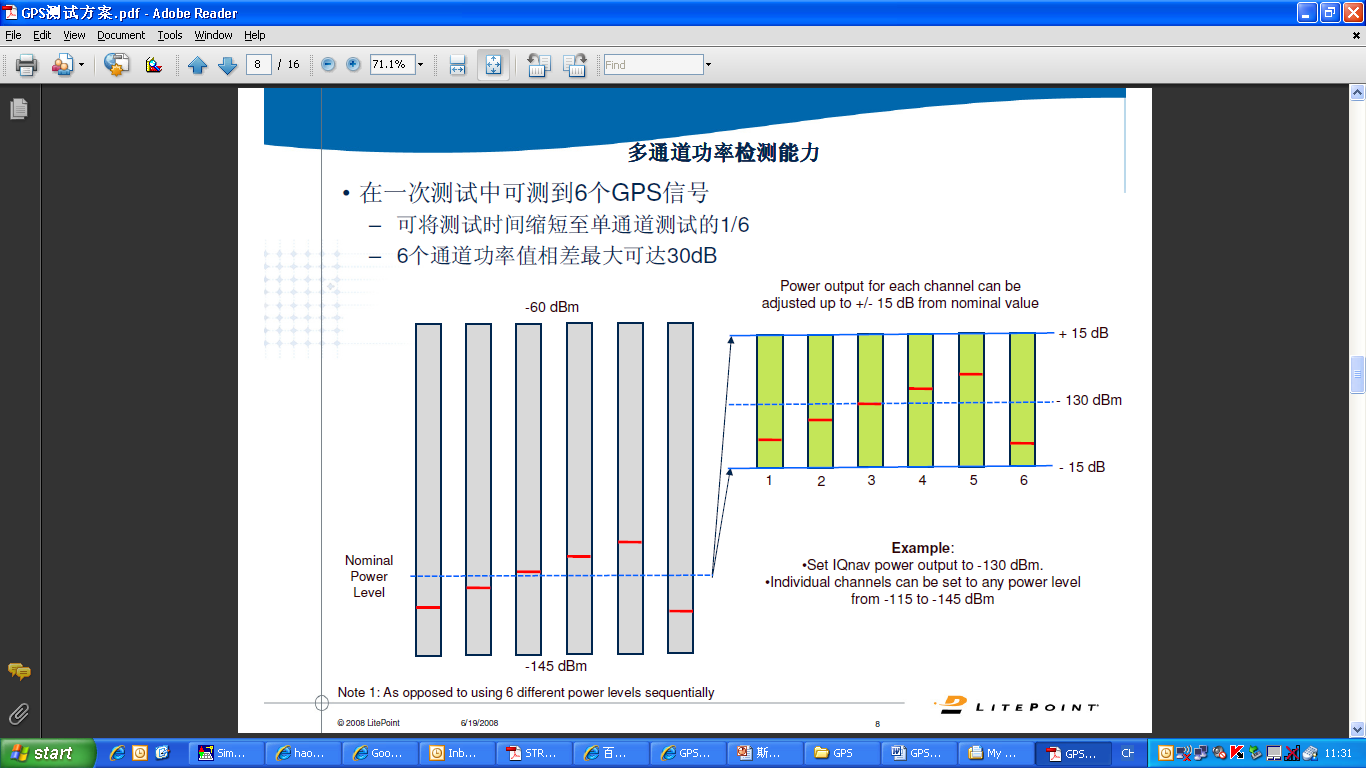 GPS测试方案.pdf - Adobe Reader
File Edit View Document Tools Window Help
8 / 16 71.1% Find
多通道功率检测能力
• 在一次测试中可测到6个GPS信号
– 可将测试时间缩短至单通道测试的1/6
– 6个通道功率值相差最大可达30dB
Power output for each channel can be
adjusted up to +/- 15 dB from nominal value
-60 dBm
+ 15 dB
- 130 dBm
- 15 dB
1 2 3 4 5 6
Nominal
Power
Level
Example:
•Set IQnav power output to -130 dBm.
•Individual channels can be set to any power level
from -115 to -145 dBm
-145 dBm
Note 1: As opposed to using 6 different power levels sequentially
LITEPOINT
© 2008 LitePoint 6/19/2008 8
start Sim... hao... Goo... Inb... STR... 百... GPS... 斯... GPS GPS... My ... GPS... CH 11:31